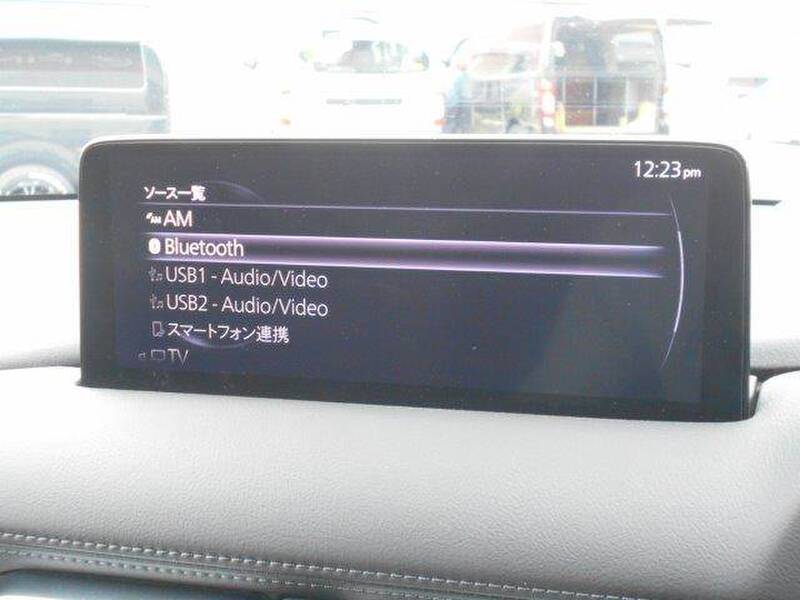 12:23pm
ソース一覧
AM
Bluetooth
USB1 - Audio/Video
USB2 - Audio/Video
スマートフォン連携
TV